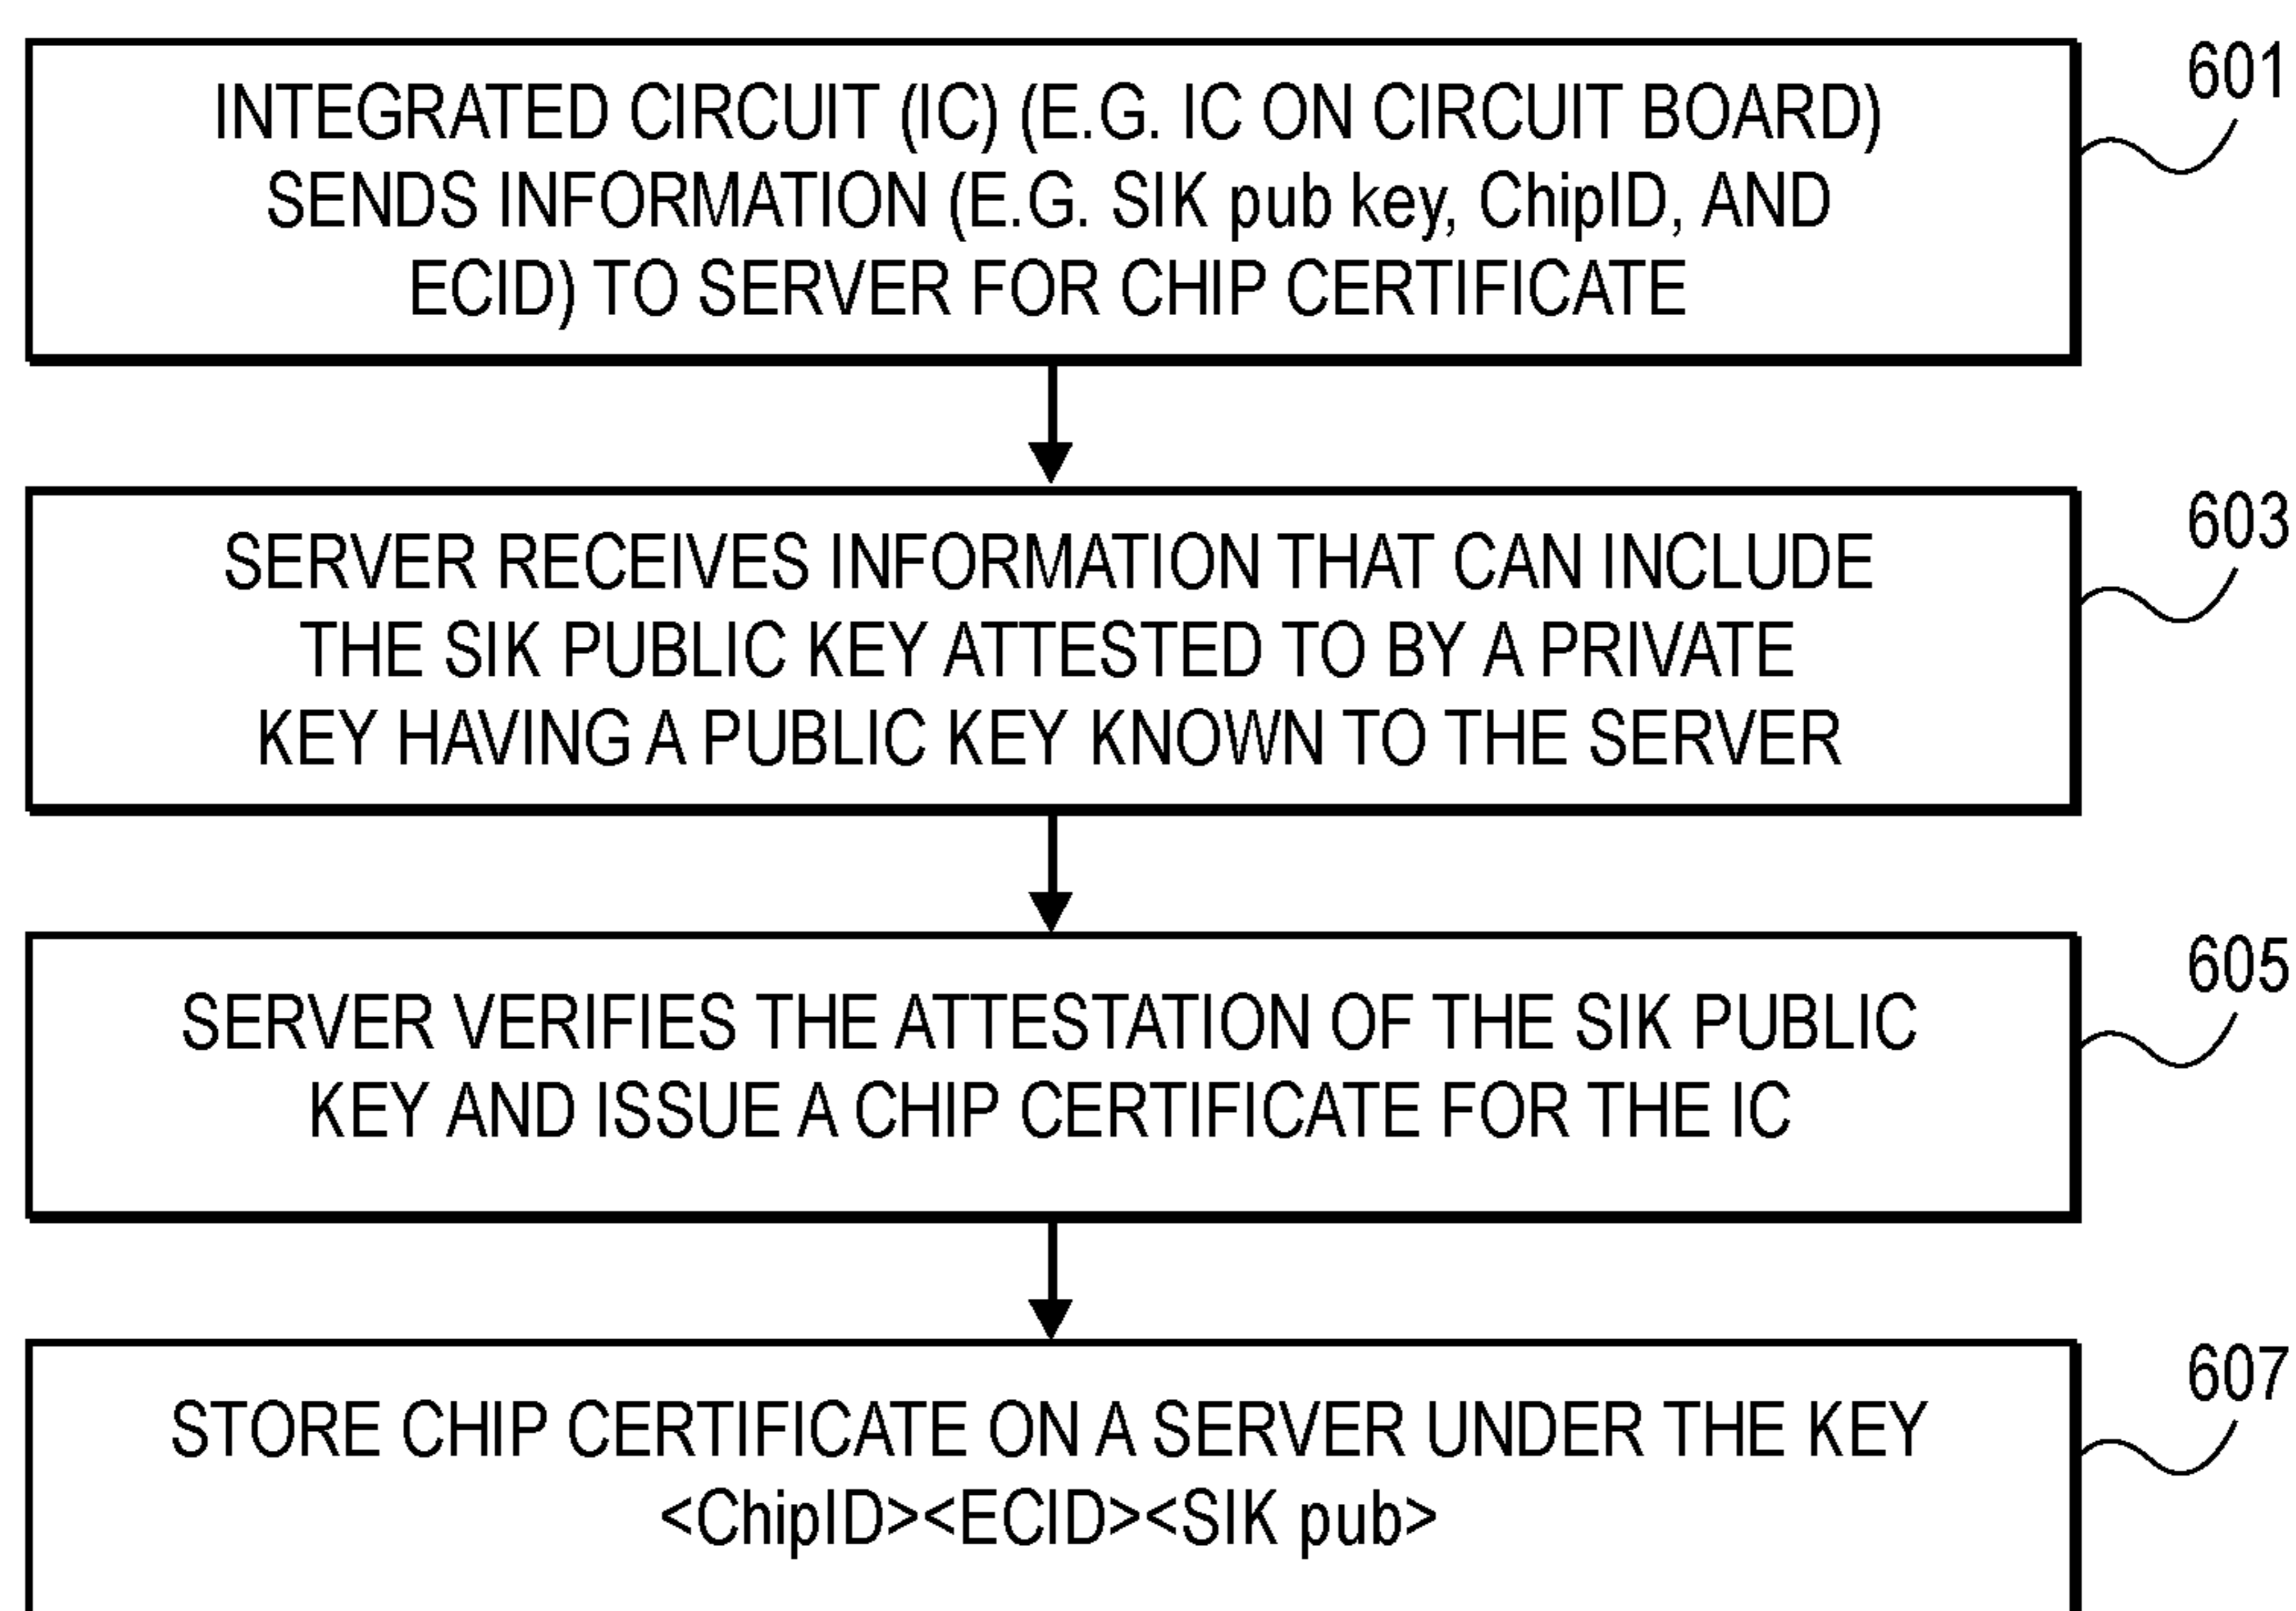 INTEGRATED CIRCUIT (IC) (E.G. IC ON CIRCUIT BOARD)
SENDS INFORMATION (E.G. SIK pub key, ChipID, AND
ECID) TO SERVER FOR CHIP CERTIFICATE
601
SERVER RECEIVES INFORMATION THAT CAN INCLUDE
THE SIK PUBLIC KEY ATTESTED TO BY A PRIVATE
KEY HAVING A PUBLIC KEY KNOWN TO THE SERVER
603
SERVER VERIFIES THE ATTESTATION OF THE SIK PUBLIC
KEY AND ISSUE A CHIP CERTIFICATE FOR THE IC
605
STORE CHIP CERTIFICATE ON A SERVER UNDER THE KEY
<ChipID><ECID><SIK pub>
607